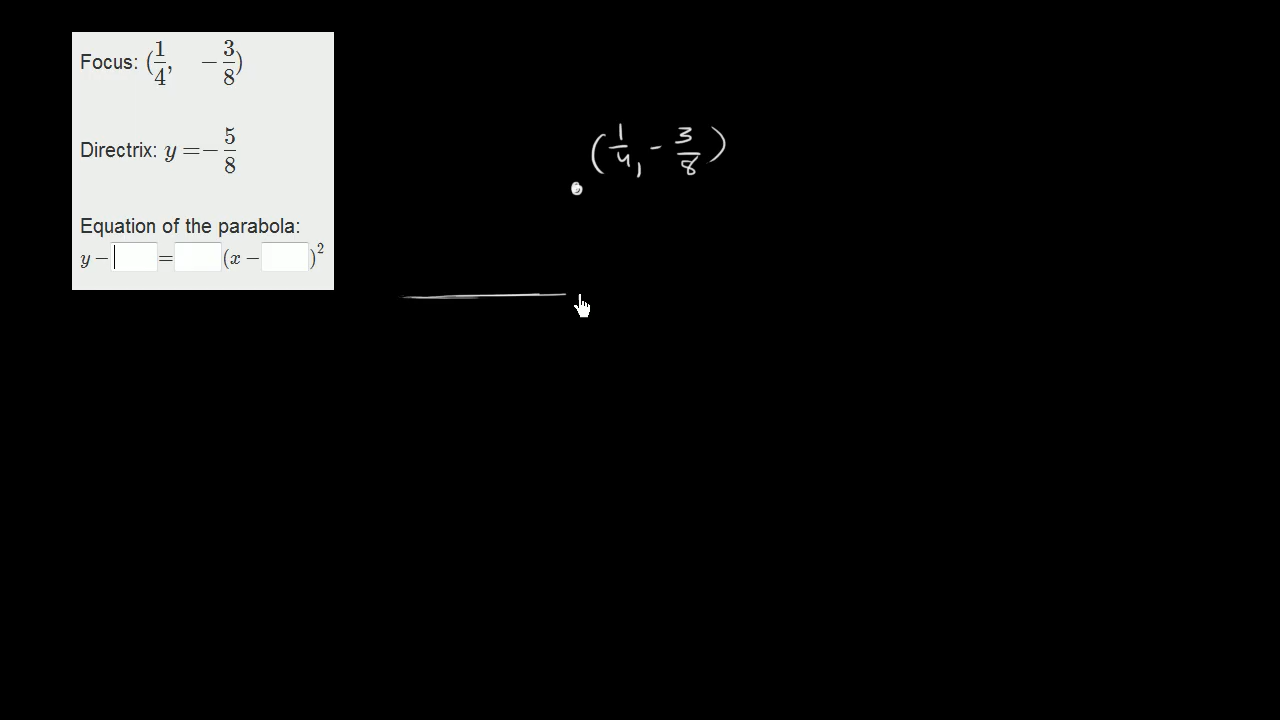 Focus: (1/4, -3/8)
Directrix: y = -5/8
Equation of the parabola:
y - = (x - )²
(1/4, -3/8)